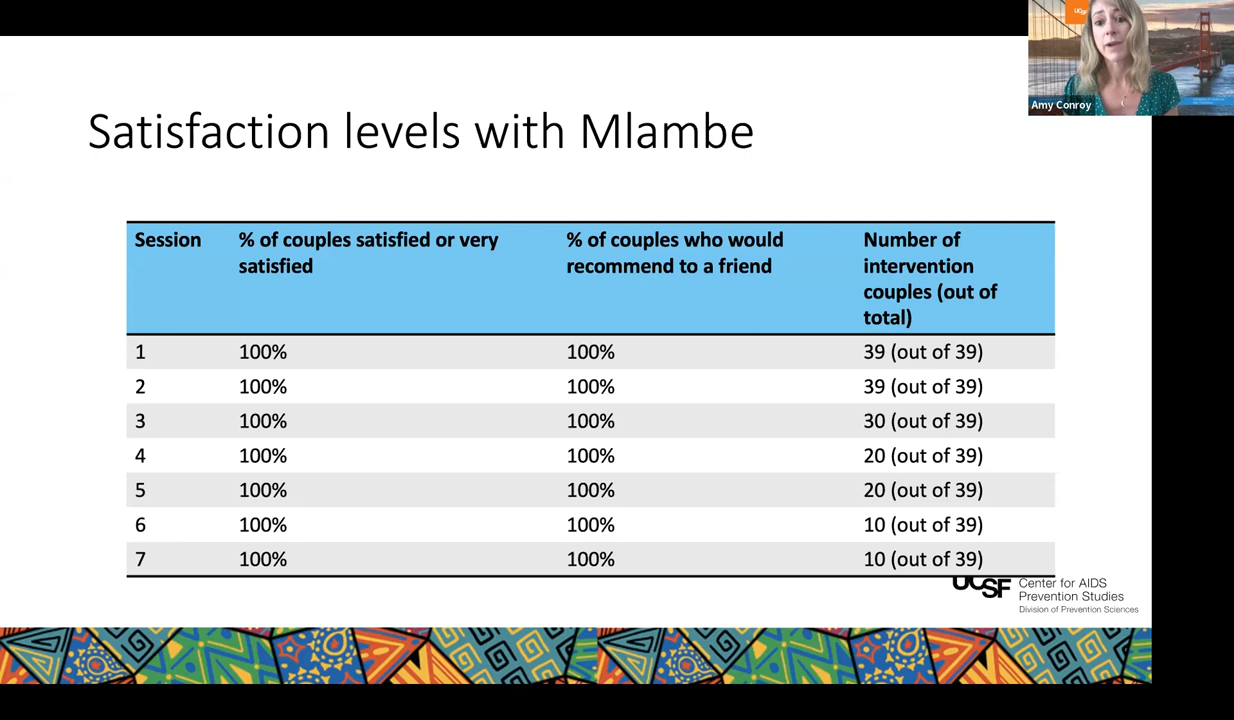 UCSF
Amy Conroy
Satisfaction levels with Mlambe
Session % of couples satisfied or very satisfied % of couples who would recommend to a friend Number of intervention couples (out of total)
1 100% 100% 39 (out of 39)
2 100% 100% 39 (out of 39)
3 100% 100% 30 (out of 39)
4 100% 100% 20 (out of 39)
5 100% 100% 20 (out of 39)
6 100% 100% 10 (out of 39)
7 100% 100% 10 (out of 39)
UCSF
Center for AIDS
Prevention Studies
Division of Prevention Sciences